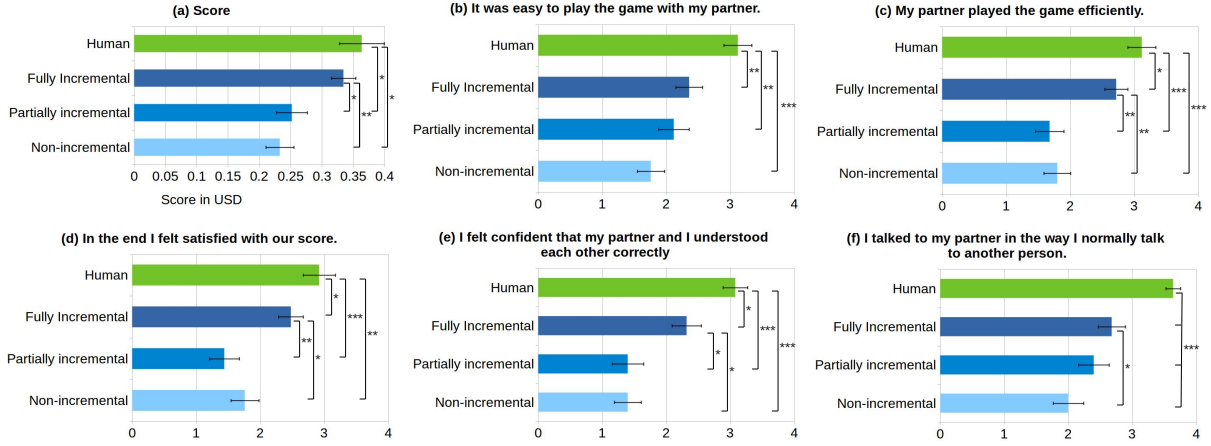 (a) Score
Human
Fully Incremental
Partially incremental
Non-incremental
*
**
*
*
0 0.05 0.1 0.15 0.2 0.25 0.3 0.35 0.4
Score in USD
(b) It was easy to play the game with my partner.
Human
Fully Incremental
Partially incremental
Non-incremental
**
**
***
0 1 2 3 4
(c) My partner played the game efficiently.
Human
Fully Incremental
Partially incremental
Non-incremental
*
***
***
**
**
0 1 2 3 4
(d) In the end I felt satisfied with our score.
Human
Fully Incremental
Partially incremental
Non-incremental
*
***
**
**
*
0 1 2 3 4
(e) I felt confident that my partner and I understood
each other correctly
Human
Fully Incremental
Partially incremental
Non-incremental
*
***
***
*
*
0 1 2 3 4
(f) I talked to my partner in the way I normally talk
to another person.
Human
Fully Incremental
Partially incremental
Non-incremental
***
*
0 1 2 3 4